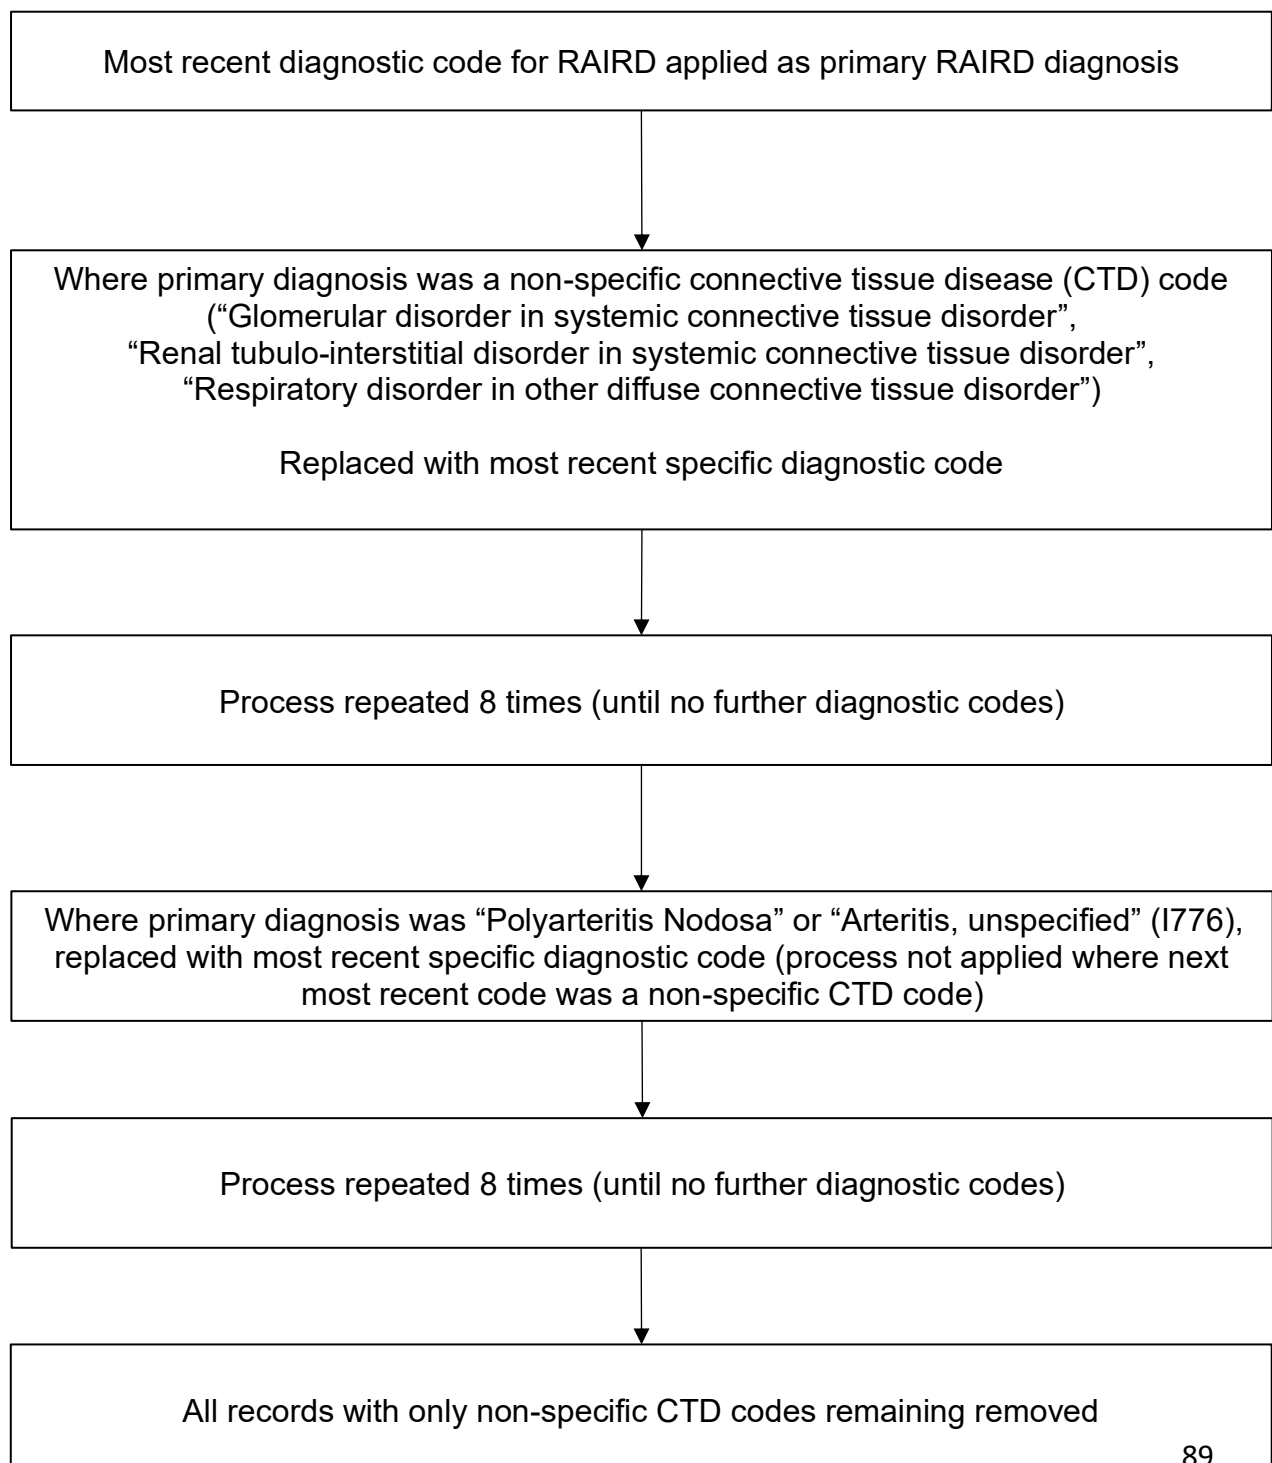 Most recent diagnostic code for RAIRD applied as primary RAIRD diagnosis
Where primary diagnosis was a non-specific connective tissue disease (CTD) code
(“Glomerular disorder in systemic connective tissue disorder”,
“Renal tubulo-interstitial disorder in systemic connective tissue disorder”,
“Respiratory disorder in other diffuse connective tissue disorder”)
Replaced with most recent specific diagnostic code
Process repeated 8 times (until no further diagnostic codes)
Where primary diagnosis was “Polyarteritis Nodosa” or “Arteritis, unspecified” (I776),
replaced with most recent specific diagnostic code (process not applied where next
most recent code was a non-specific CTD code)
Process repeated 8 times (until no further diagnostic codes)
All records with only non-specific CTD codes remaining removed
89